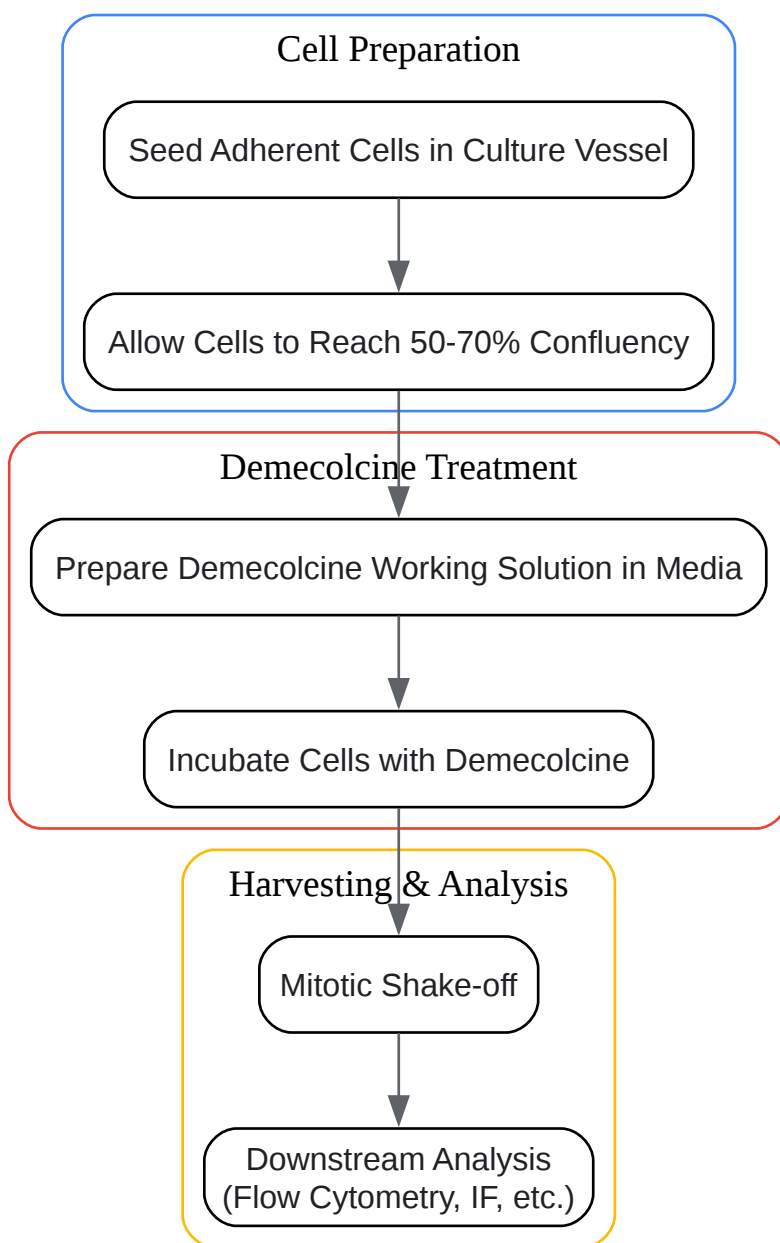 Cell Preparation
Seed Adherent Cells in Culture Vessel
Allow Cells to Reach 50-70% Confluency
Demecolcine Treatment
Prepare Demecolcine Working Solution in Media
Incubate Cells with Demecolcine
Harvesting & Analysis
Mitotic Shake-off
Downstream Analysis
(Flow Cytometry, IF, etc.)